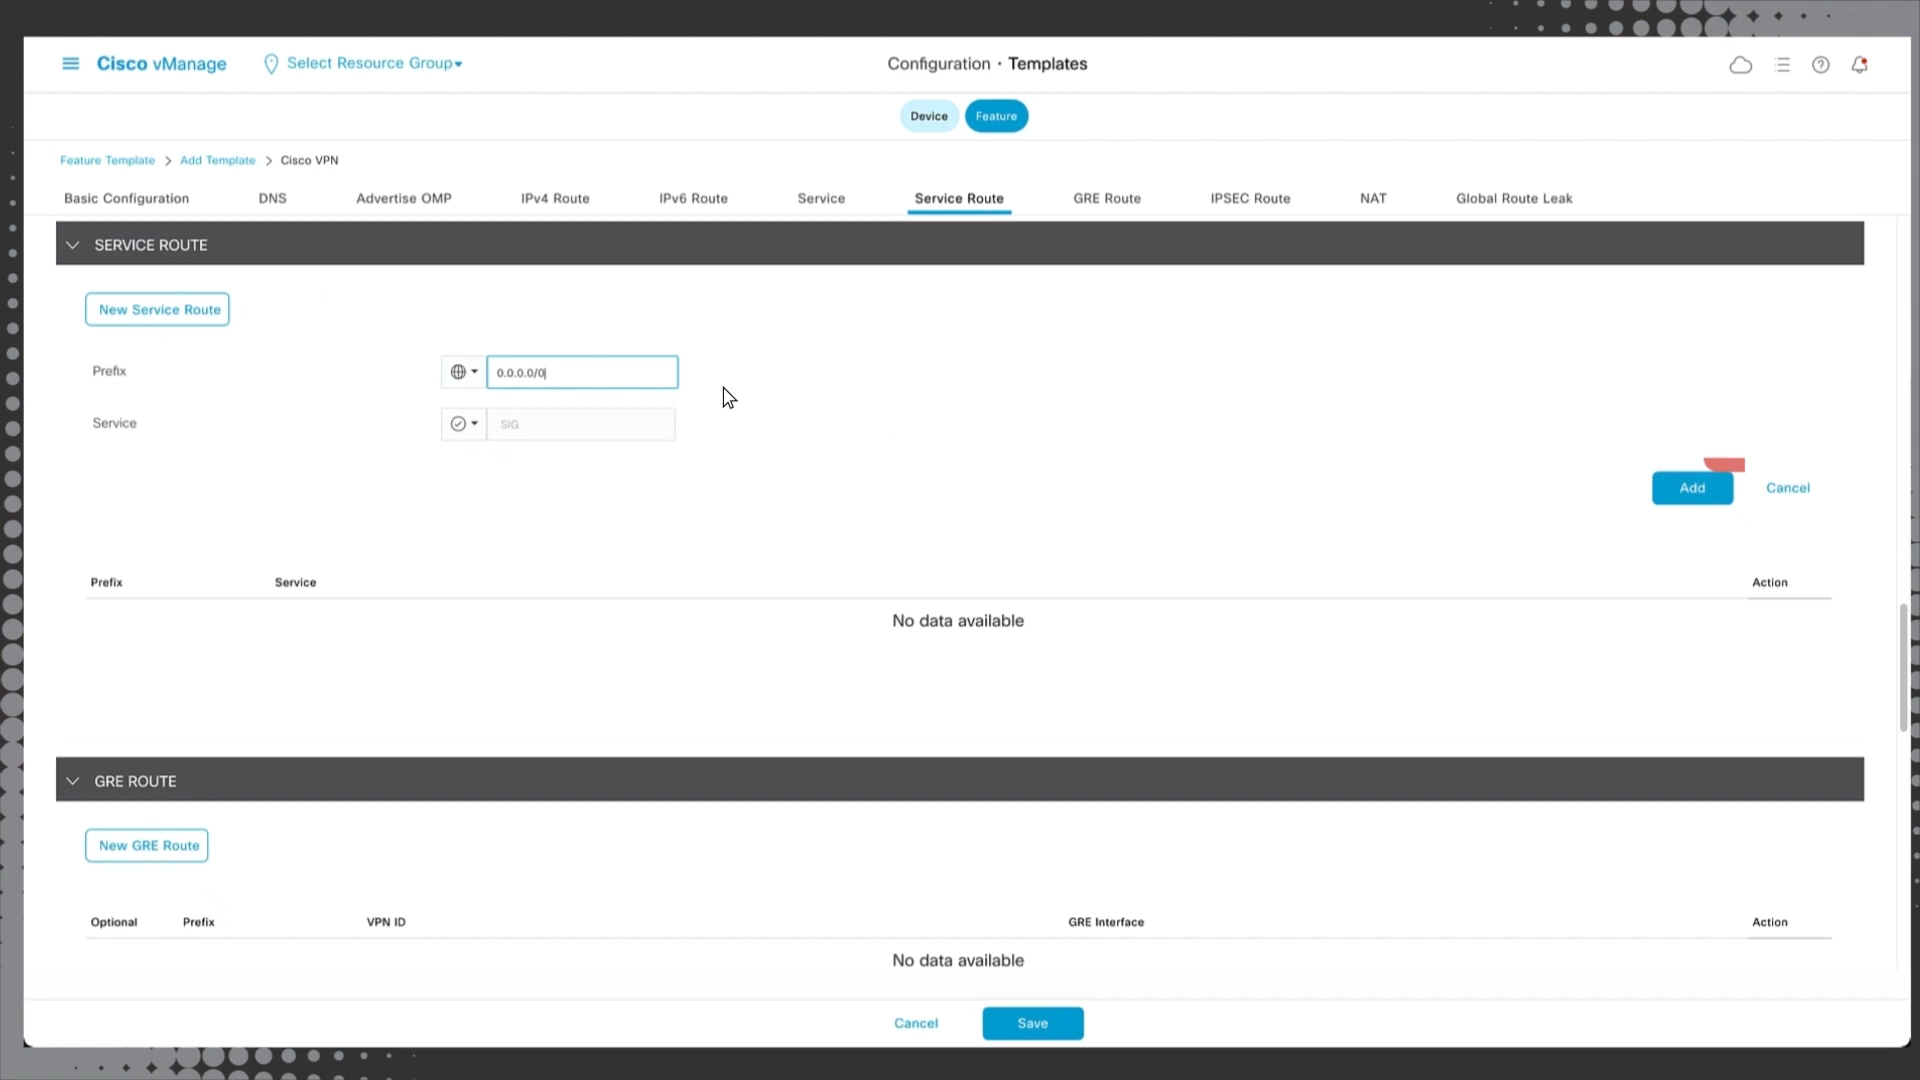 Cisco vManage Select Resource Group Configuration · Templates
Device Feature
Feature Template > Add Template > Cisco VPN
Basic Configuration DNS Advertise OMP IPv4 Route IPv6 Route Service Service Route GRE Route IPSEC Route NAT Global Route Leak
SERVICE ROUTE
New Service Route
Prefix 0.0.0.0/0
Service SIG
Add Cancel
Prefix Service Action
No data available
GRE ROUTE
New GRE Route
Optional Prefix VPN ID GRE Interface Action
No data available
Cancel Save